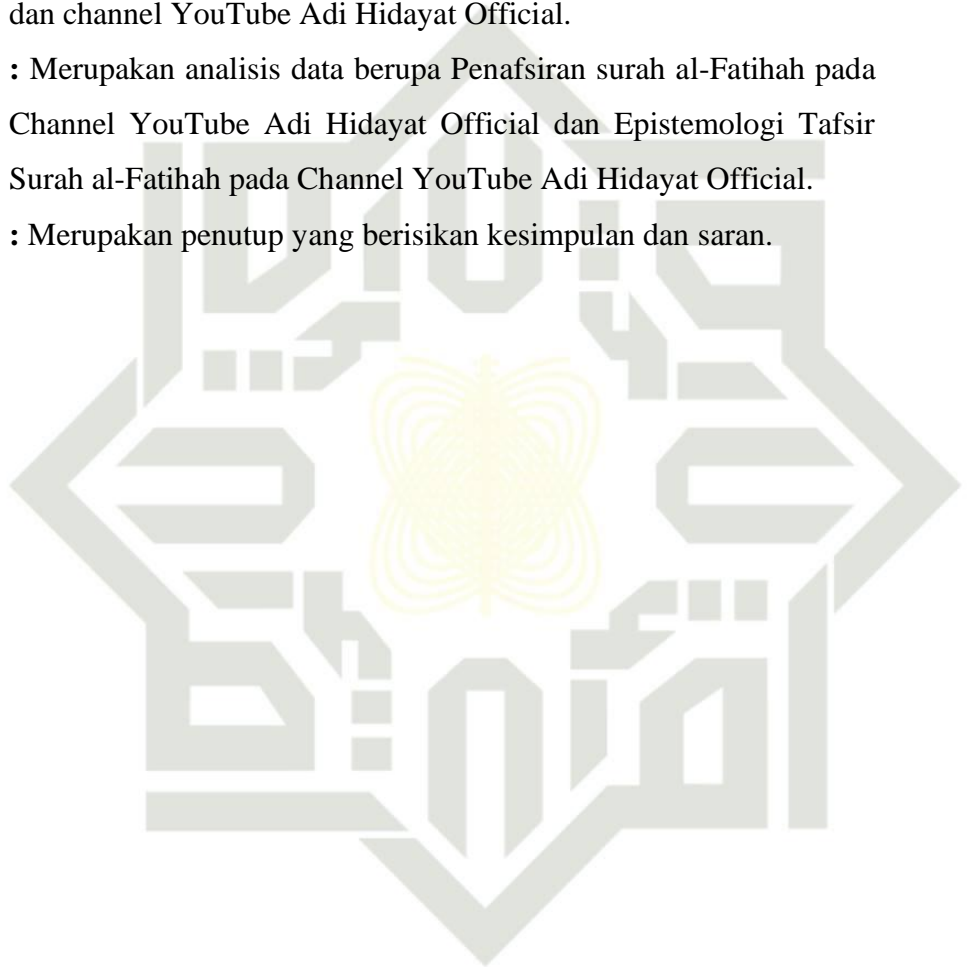 dan channel YouTube Adi Hidayat Official.
: Merupakan analisis data berupa Penafsiran surah al-Fatihah pada
Channel YouTube Adi Hidayat Official dan Epistemologi Tafsir
Surah al-Fatihah pada Channel YouTube Adi Hidayat Official.
: Merupakan penutup yang berisikan kesimpulan dan saran.